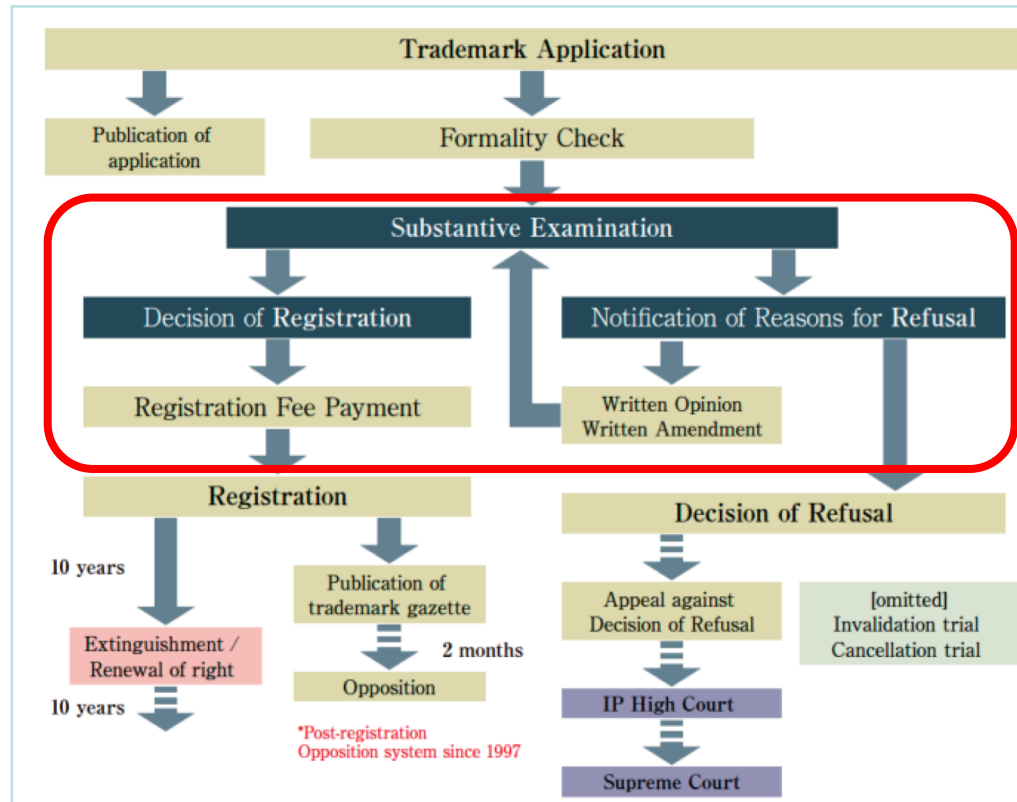 Trademark Application
Publication of
application
Formality Check
Substantive Examination
Decision of Registration
Notification of Reasons for Refusal
Registration Fee Payment
Written Opinion
Written Amendment
Registration
Decision of Refusal
10 years
Publication of
trademark gazette
Appeal against
Decision of Refusal
[omitted]
Invalidation trial
Cancellation trial
Extinguishment /
Renewal of right
2 months
Opposition
10 years
IP High Court
*Post-registration
Opposition system since 1997
Supreme Court